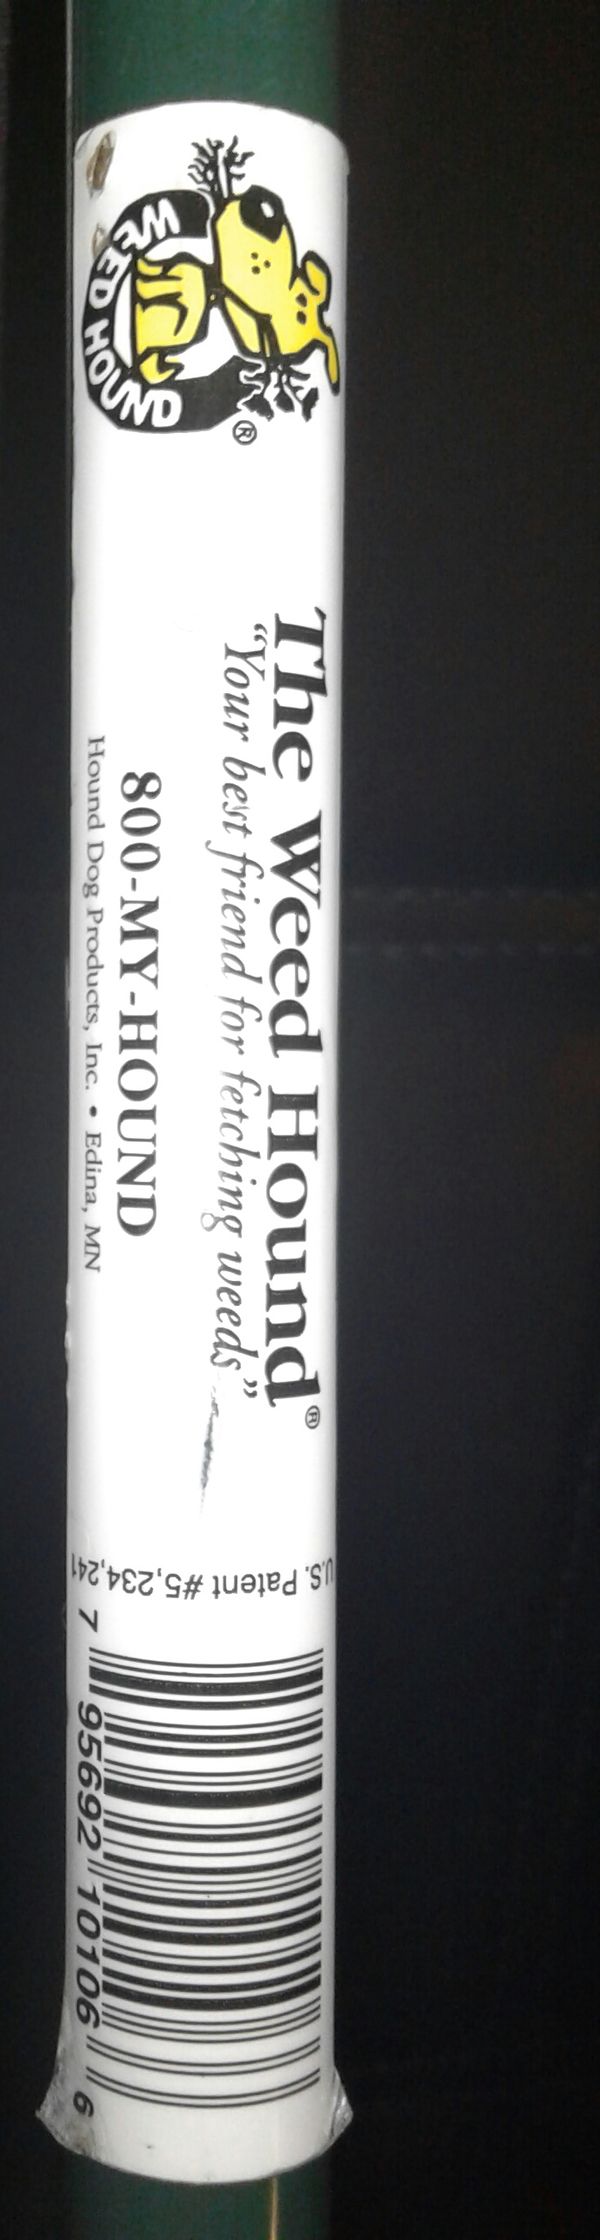 WEED HOUND®
The Weed Hound®
“Your best friend for fetching weeds”
800-MY-HOUND
Hound Dog Products, Inc. • Edina, MN
U.S. Patent #5,234,241
7 95692 10106 6